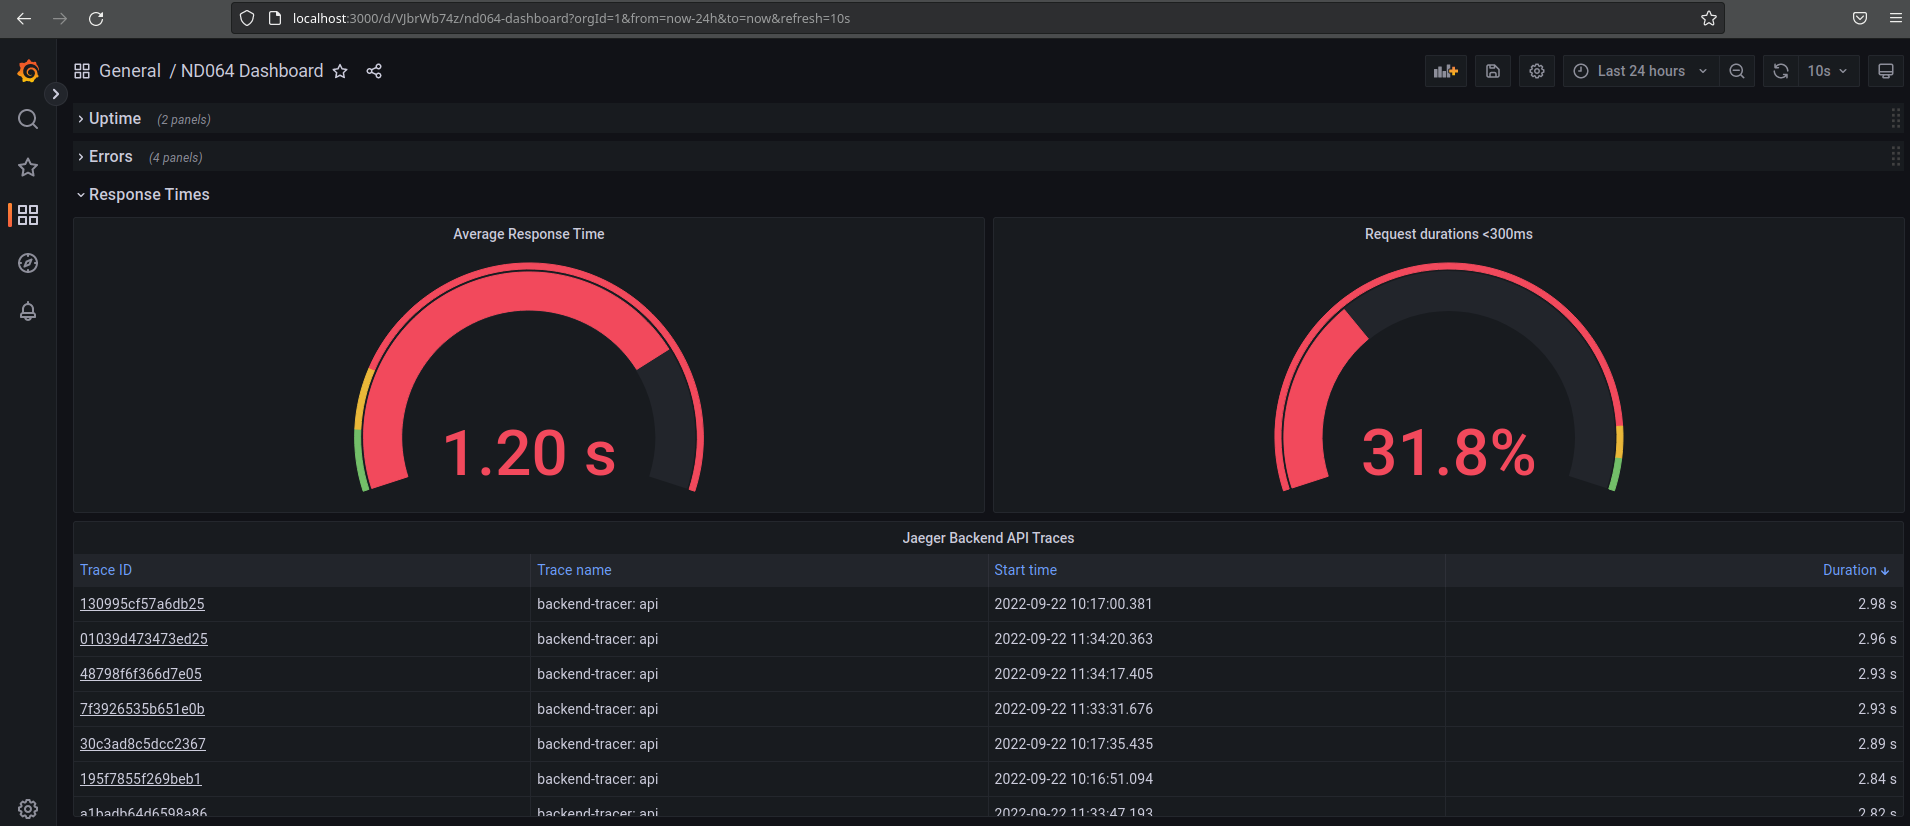 localhost:3000/d/VJbrWb74z/nd064-dashboard?orgId=1&from=now-24h&to=now&refresh=10s
General / ND064 Dashboard
Last 24 hours
10s
Uptime (2 panels)
Errors (4 panels)
Response Times
Average Response Time
Request durations <300ms
1.20 s
31.8%
Jaeger Backend API Traces
Trace ID Trace name Start time Duration
130995cf57a6db25 backend-tracer: api 2022-09-22 10:17:00.381 2.98 s
01039d473473ed25 backend-tracer: api 2022-09-22 11:34:20.363 2.96 s
48798f6f366d7e05 backend-tracer: api 2022-09-22 11:34:17.405 2.93 s
7f3926535b651e0b backend-tracer: api 2022-09-22 11:33:31.676 2.93 s
30c3ad8c5dcc2367 backend-tracer: api 2022-09-22 10:17:35.435 2.89 s
195f7855f269beb1 backend-tracer: api 2022-09-22 10:16:51.094 2.84 s
a1badb64d6598a86 backend-tracer: api 2022-09-22 11:33:47.193 2.82 s